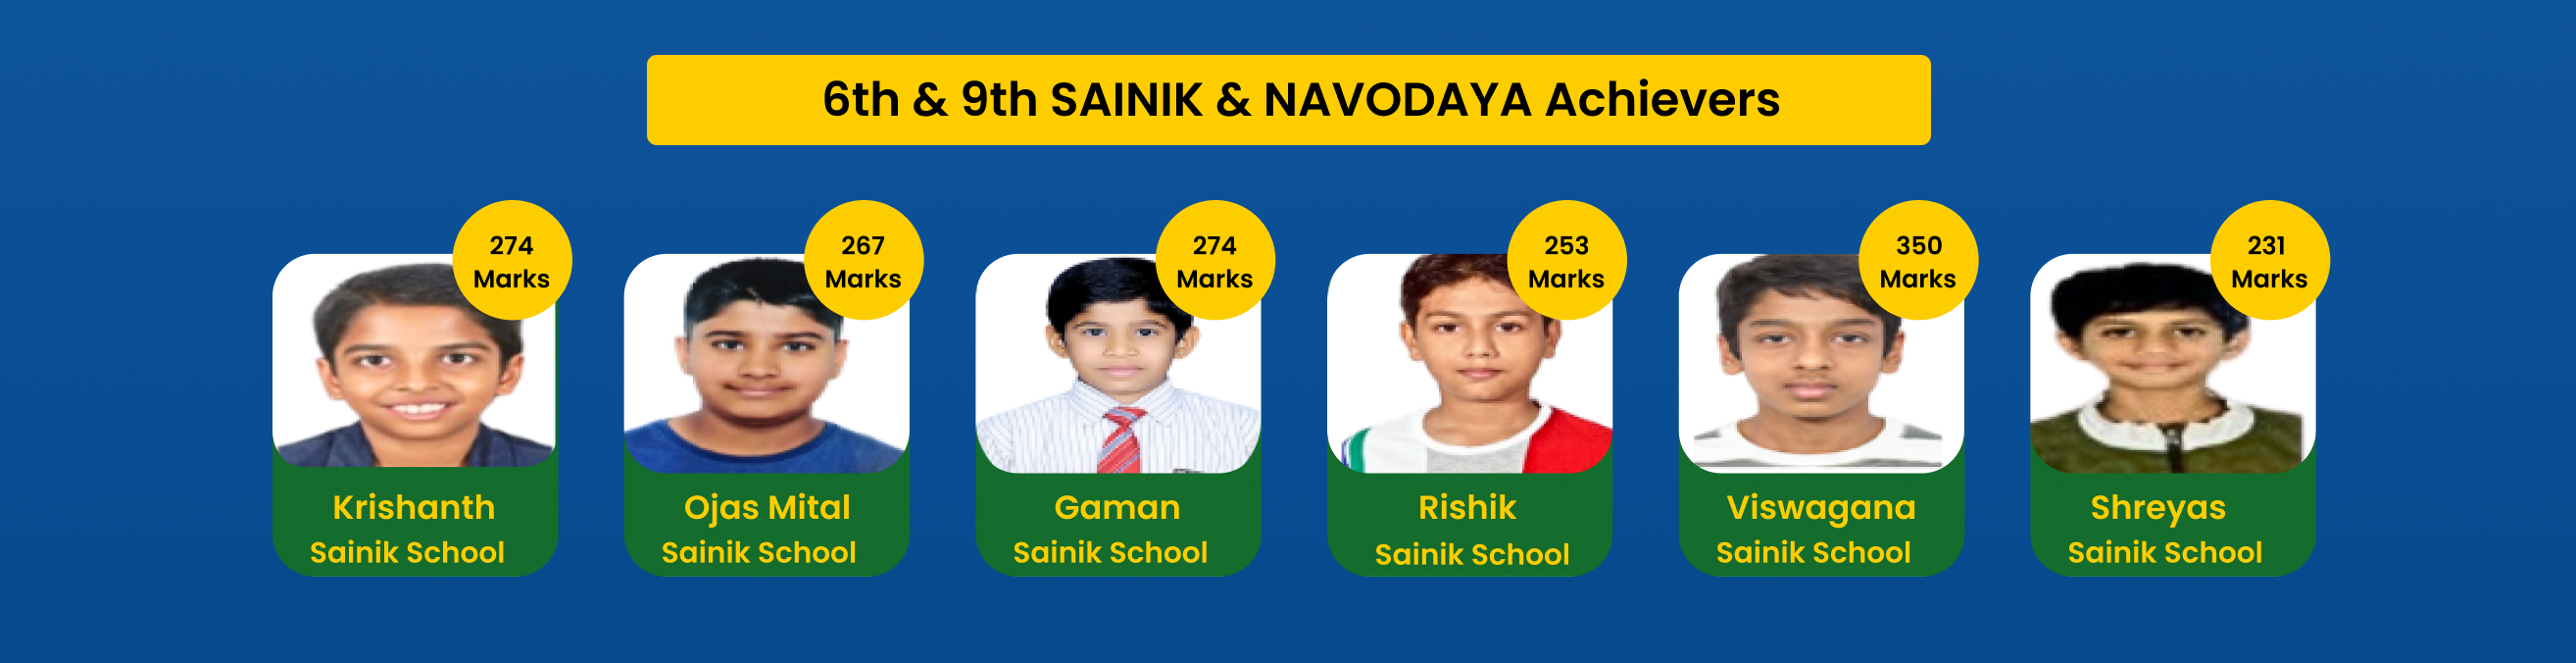 6th & 9th SAINIK & NAVODAYA Achievers
274
Marks
Krishanth
Sainik School
267
Marks
Ojas Mital
Sainik School
274
Marks
Gaman
Sainik School
253
Marks
Rishik
Sainik School
350
Marks
Viswagana
Sainik School
231
Marks
Shreyas
Sainik School